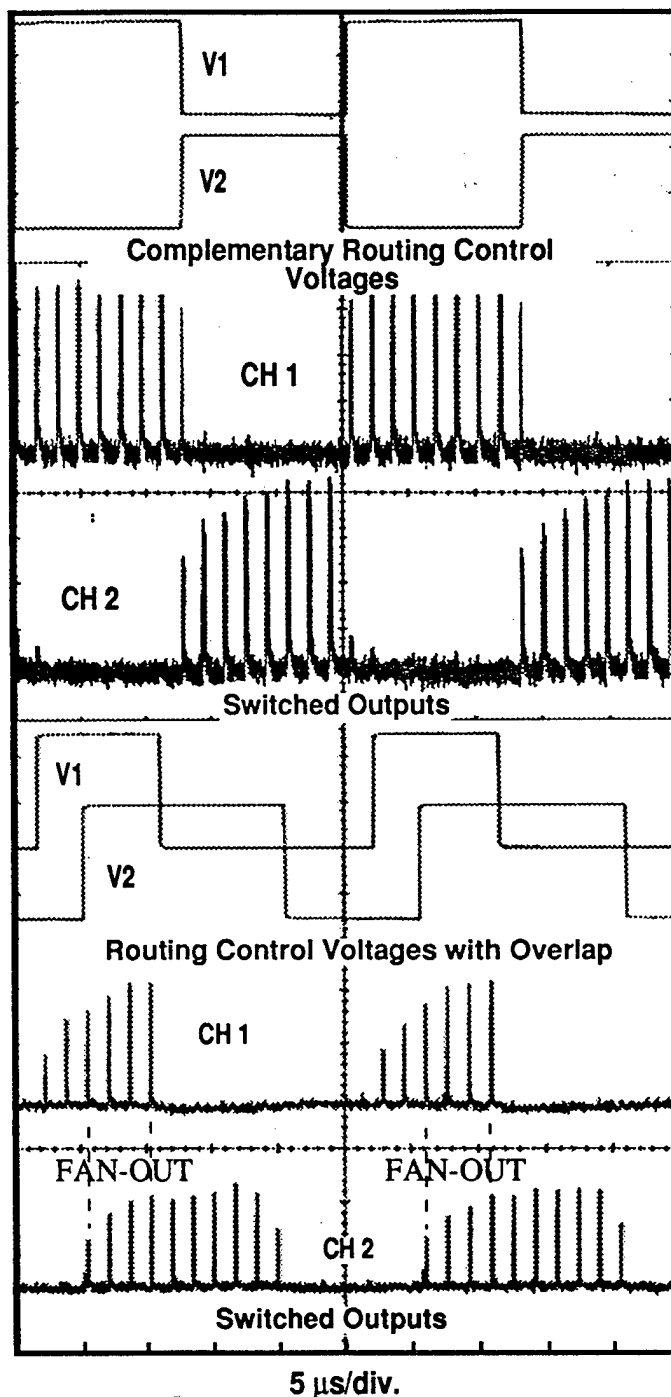 V1
V2
Complementary Routing Control
Voltages
CH 1
CH 2
Switched Outputs
V1
V2
Routing Control Voltages with Overlap
CH 1
FAN-OUT FAN-OUT
CH 2
Switched Outputs
5 μs/div.